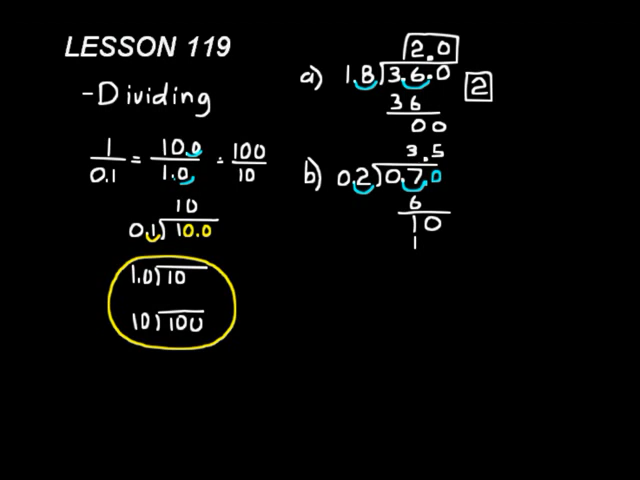 LESSON 119
-Dividing
1/0.1 = 10.0/1.0 = 100/10
10
0.1)10.0
1.0)10
10)100
a) 1.8)3.6.0
2.0
36
00
2
b) 0.2)0.7.0
3.5
6
10
1